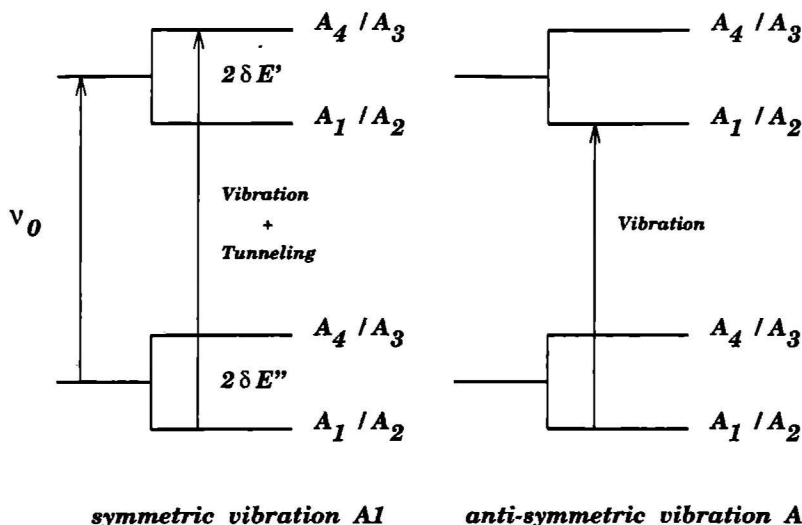 A4 / A3
2 δ E'
A1 / A2
ν0
Vibration
+
Tunneling
A4 / A3
2 δ E"
A1 / A2
symmetric vibration A1
A4 / A3
A1 / A2
Vibration
A4 / A3
A1 / A2
anti-symmetric vibration A